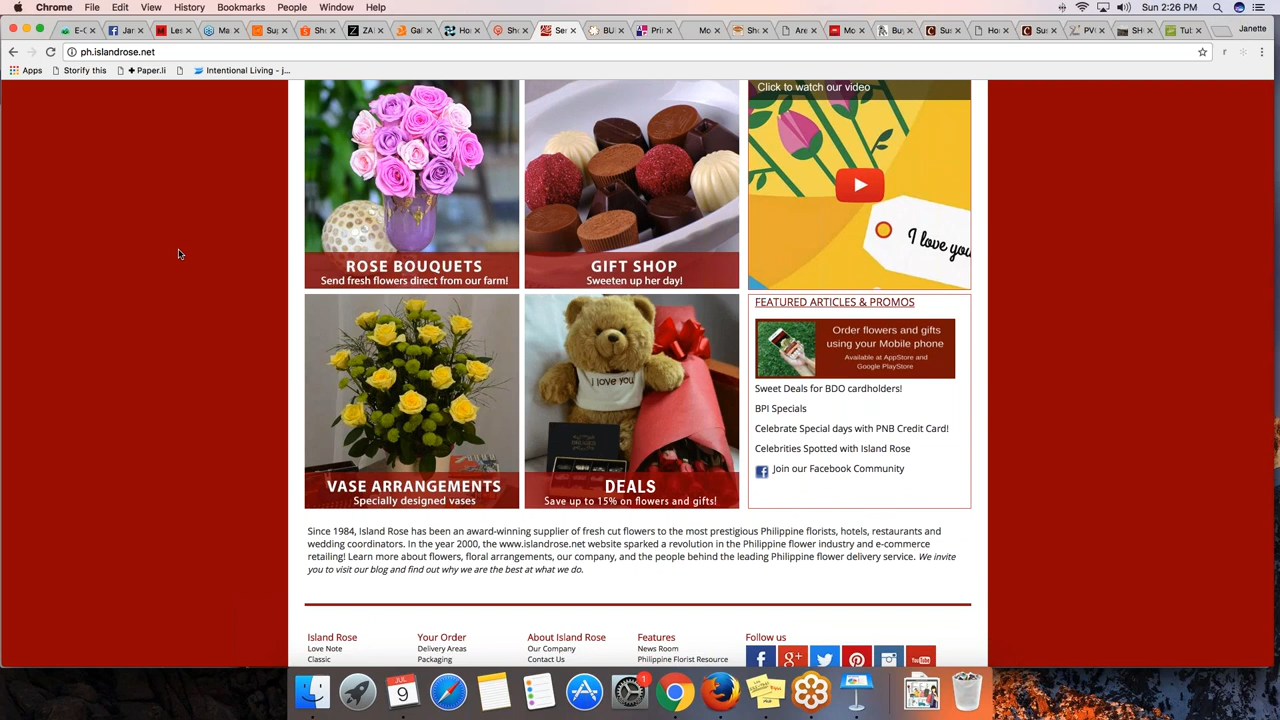 Chrome File Edit View History Bookmarks People Window Help
Sun 2:26 PM
Janette
ph.islandrose.net
Apps Storify this Paper.li Intentional Living - j...
Click to watch our video
I love you
ROSE BOUQUETS
Send fresh flowers direct from our farm!
GIFT SHOP
Sweeten up her day!
FEATURED ARTICLES & PROMOS
Order flowers and gifts
using your Mobile phone
Available at AppStore and
Google PlayStore
Sweet Deals for BDO cardholders!
BPI Specials
Celebrate Special days with PNB Credit Card!
Celebrities Spotted with Island Rose
Join our Facebook Community
I love you
VASE ARRANGEMENTS
Specially designed vases
DEALS
Save up to 15% on flowers and gifts!
Since 1984, Island Rose has been an award-winning supplier of fresh cut flowers to the most prestigious Philippine florists, hotels, restaurants and
wedding coordinators. In the year 2000, the www.islandrose.net website sparked a revolution in the Philippine flower industry and e-commerce
retailing! Learn more about flowers, floral arrangements, our company, and the people behind the leading Philippine flower delivery service. We invite
you to visit our blog and find out why we are the best at what we do.
Island Rose Your Order About Island Rose Features Follow us
Love Note Delivery Areas Our Company News Room
Classic Packaging Contact Us Philippine Florist Resource
JUL
9
1